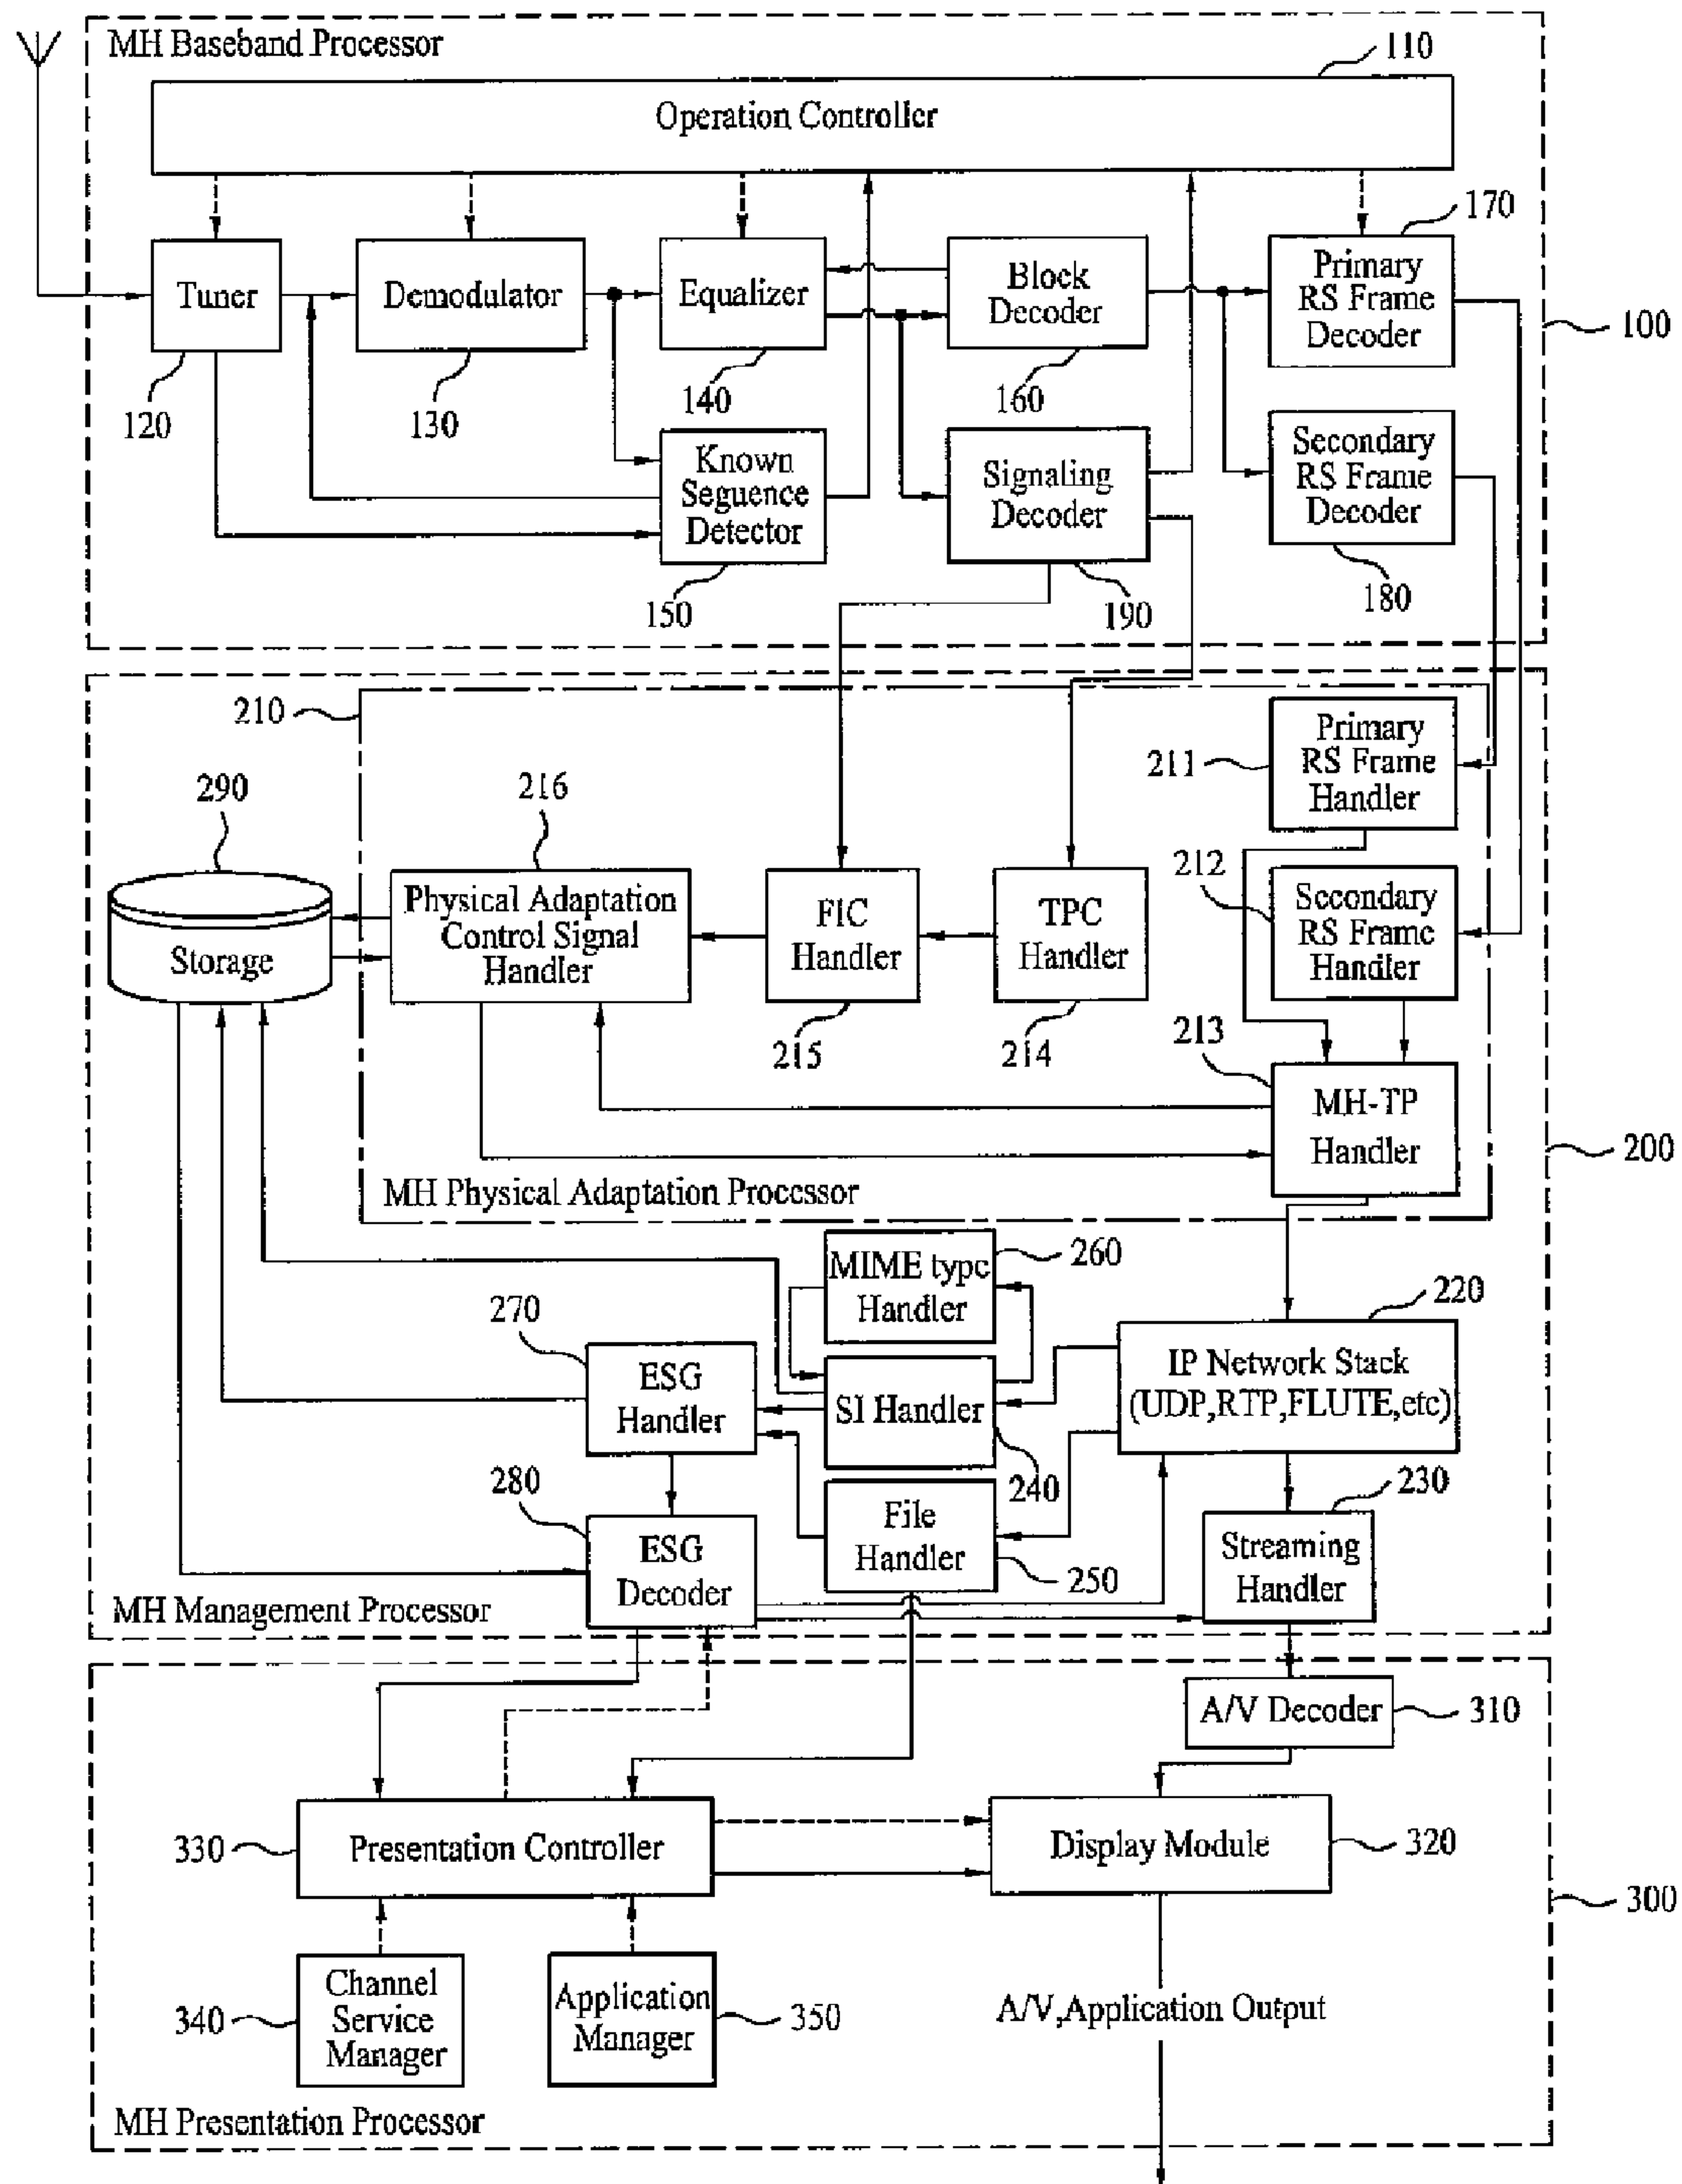 MH Baseband Processor
110
Operation Controller
170
Tuner
Demodulator
Equalizer
Block
Decoder
Primary
RS Frame
Decoder
100
120
130
140
160
Known
Seguence
Detector
Signaling
Decoder
Secondary
RS Frame
Decoder
150
190
180
210
Primary
RS Frame
Handler
211
290
216
212
Storage
Physical Adaptation
Control Signal
Handler
FIC
Handler
TPC
Handler
Secondary
RS Frame
Handler
215
214
213
MH-TP
Handler
200
MH Physical Adaptation Processor
MIME type
Handler
260
270
220
ESG
Handler
SI Handler
IP Network Stack
(UDP,RTP,FLUTE,etc)
280
240
230
ESG
Decoder
File
Handler
250
Streaming
Handler
MH Management Processor
A/V Decoder
310
330
Presentation Controller
Display Module
320
300
340
Channel
Service
Manager
Application
Manager
350
A/V,Application Output
MH Presentation Processor